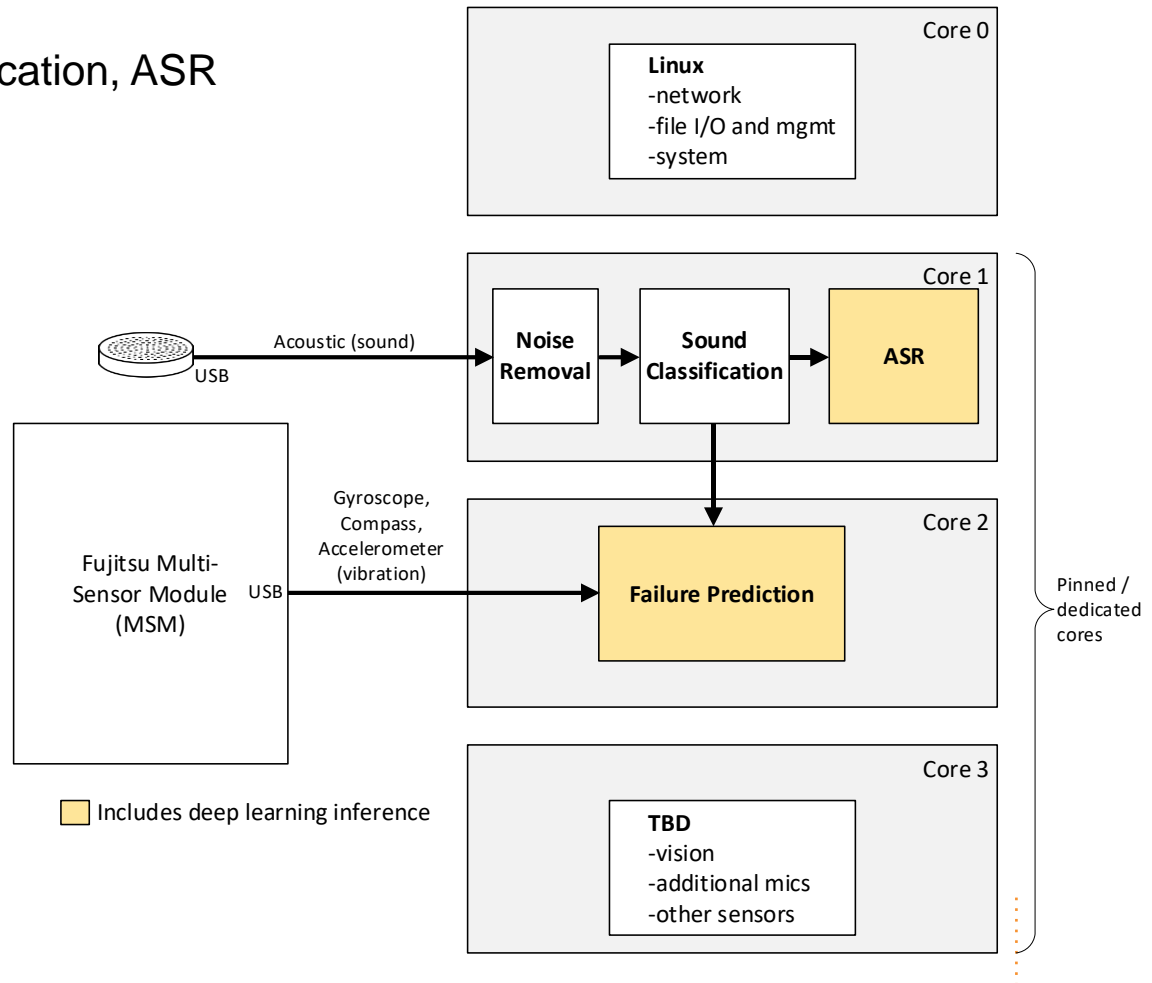 cation, ASR
Core 0
Linux
-network
-file I/O and mgmt
-system
Core 1
Acoustic (sound)
USB
Noise
Removal
Sound
Classification
ASR
Fujitsu Multi-
Sensor Module
(MSM)
USB
Gyroscope,
Compass,
Accelerometer
(vibration)
Core 2
Failure Prediction
Pinned /
dedicated
cores
Core 3
TBD
-vision
-additional mics
-other sensors
Includes deep learning inference